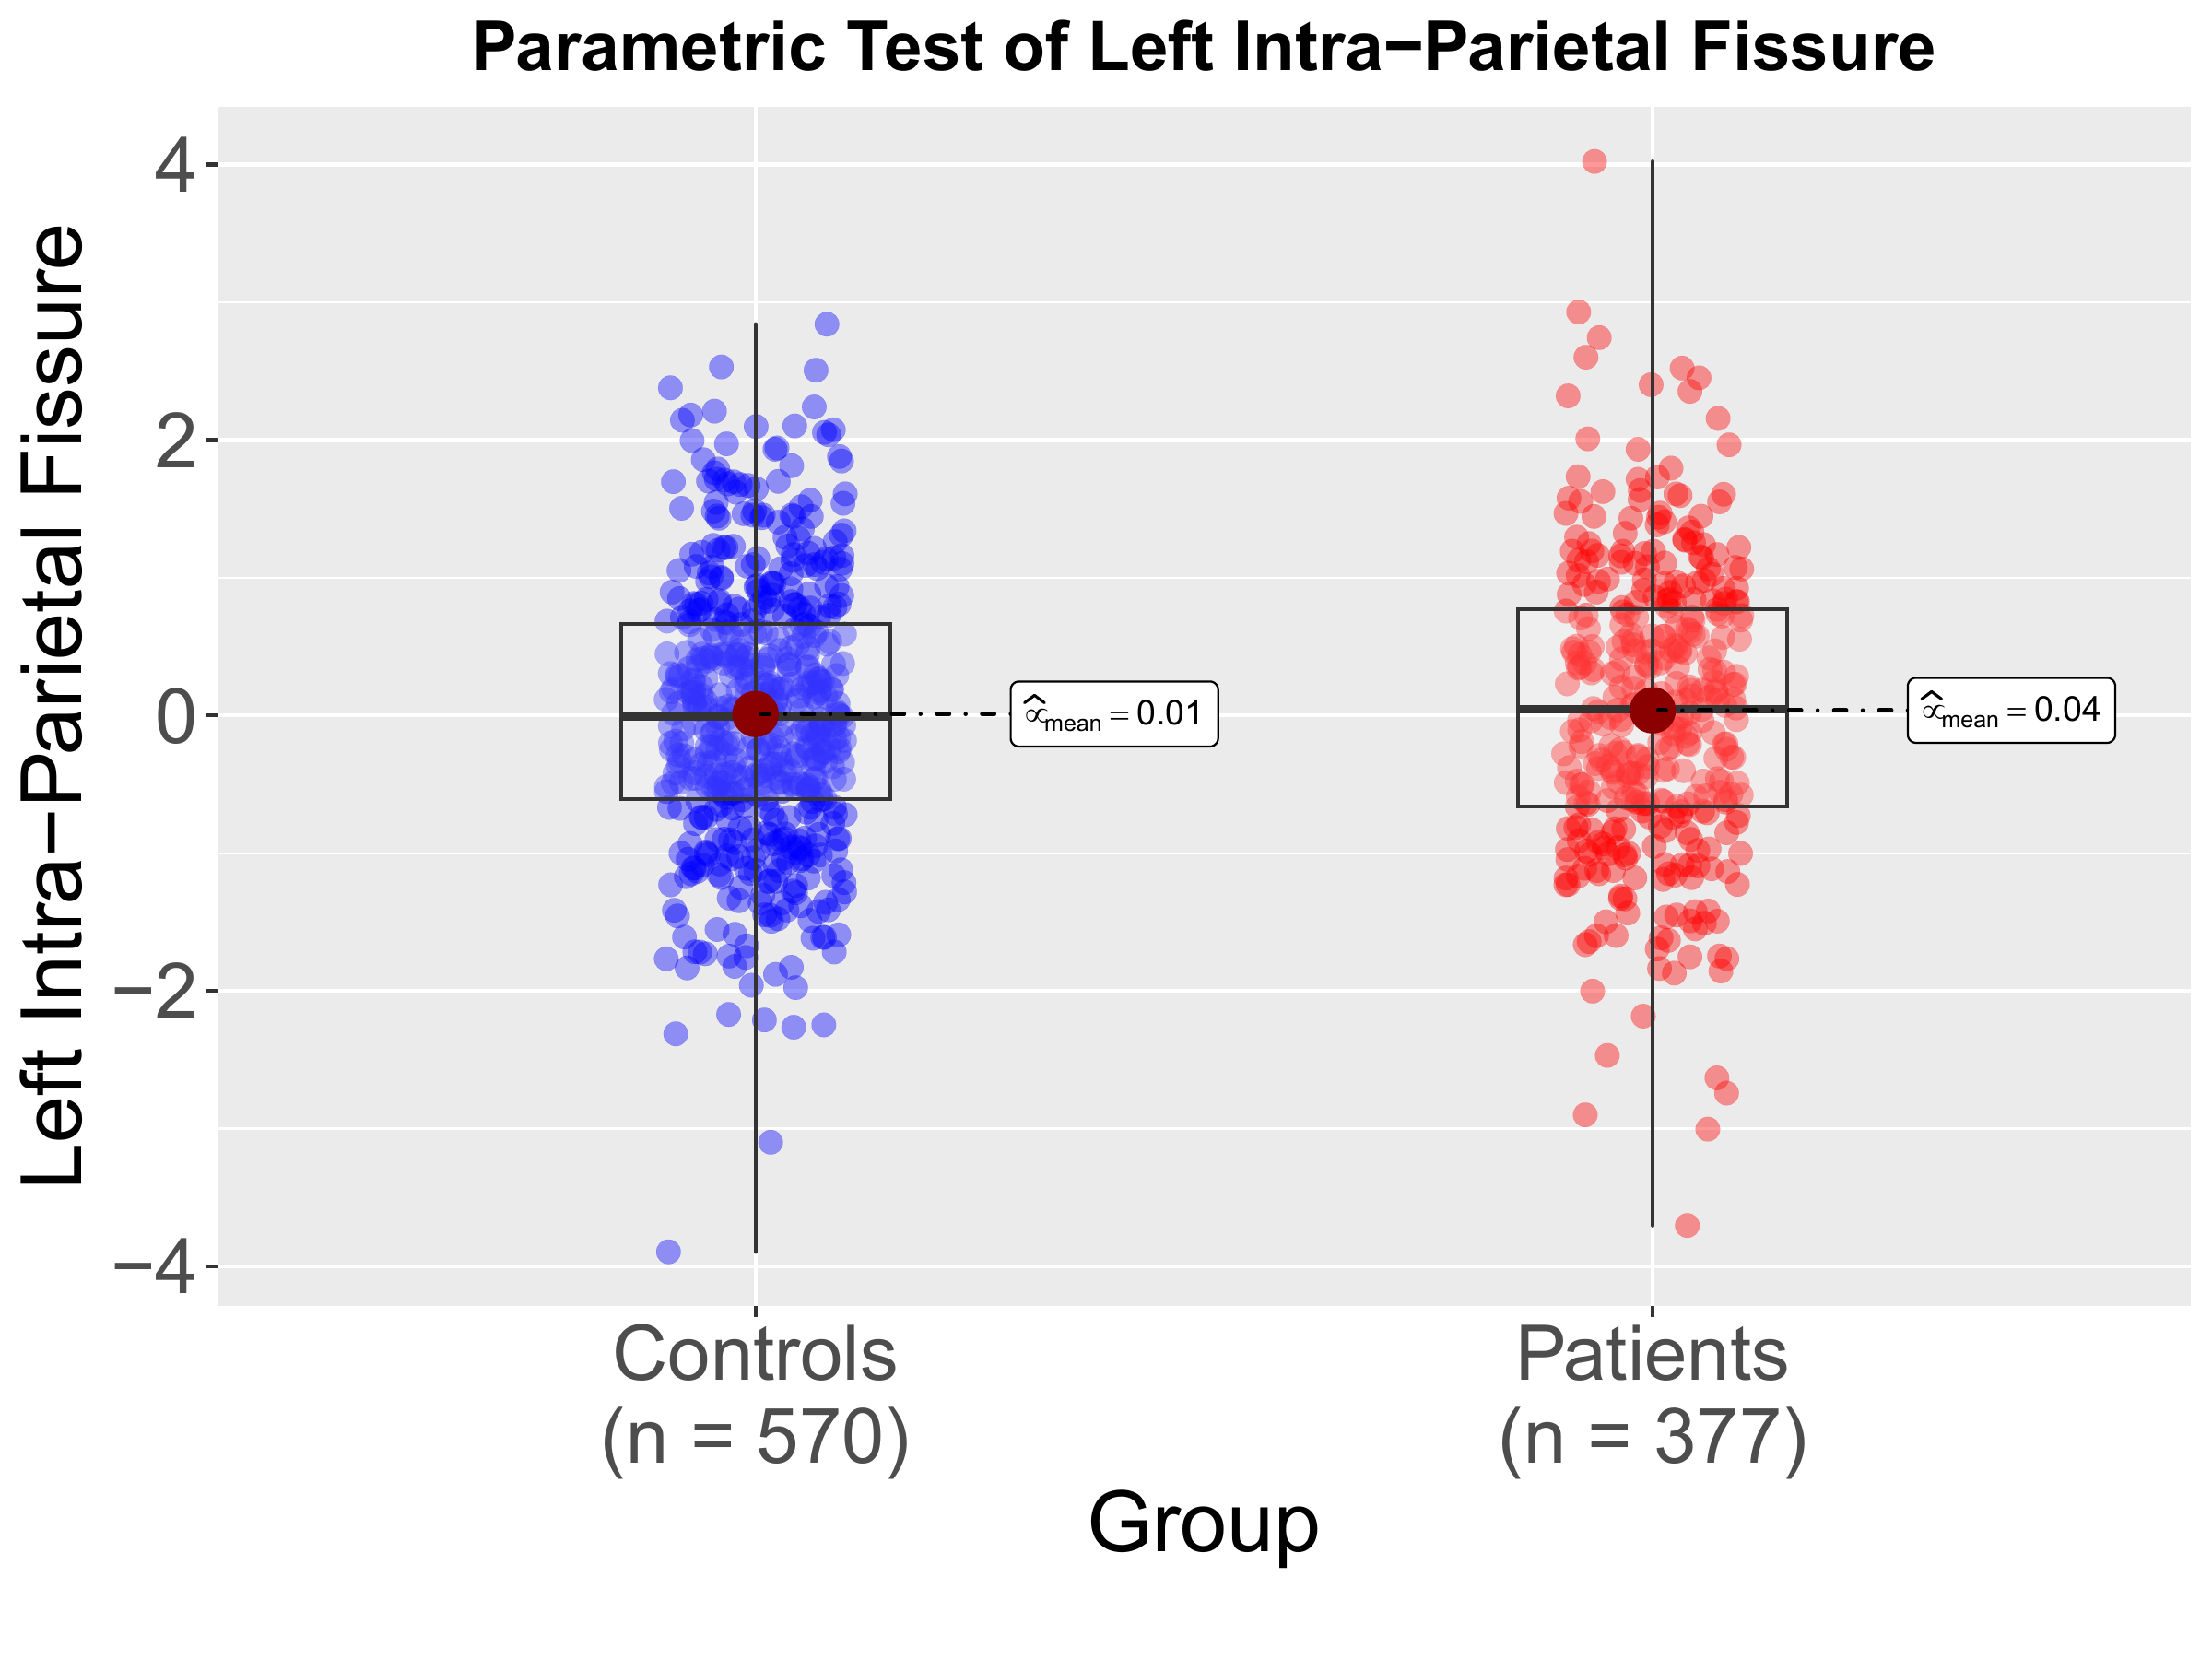 Parametric Test of Left Intra−Parietal Fissure
Left Intra−Parietal Fissure
4
2
0
−2
−4
∝̂mean = 0.01
∝̂mean = 0.04
Controls
(n = 570)
Patients
(n = 377)
Group